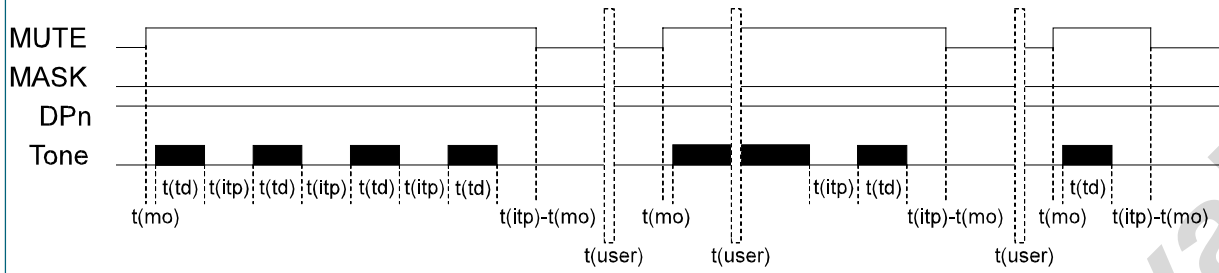 MUTE
MASK
DPn
Tone
t(td) t(itp) t(td) t(itp) t(td) t(itp) t(td) t(itp) t(td) t(td)
t(mo) t(itp)-t(mo) t(mo) t(itp)-t(mo) t(mo) t(itp)-t(mo)
t(user) t(user) t(user)